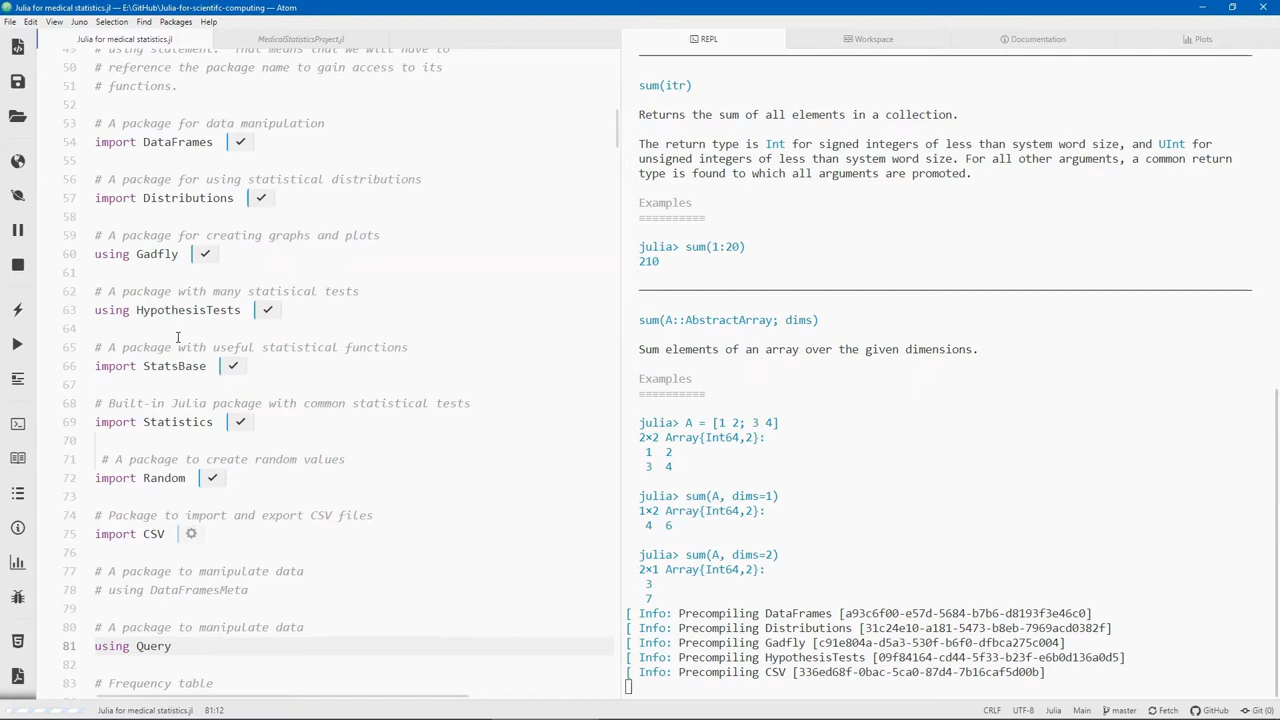 Julia for medical statistics.jl — E:\GitHub\Julia-for-scientifc-computing — Atom
File Edit View Juno Selection Find Packages Help
Julia for medical statistics.jl
MedicalStatisticsProject.jl
REPL
Workspace
Documentation
Plots
49 # using statement. That means that we will have to
50 # reference the package name to gain access to its
51 # functions.
52
53 # A package for data manipulation
54 import DataFrames
55
56 # A package for using statistical distributions
57 import Distributions
58
59 # A package for creating graphs and plots
60 using Gadfly
61
62 # A package with many statisical tests
63 using HypothesisTests
64
65 # A package with useful statistical functions
66 import StatsBase
67
68 # Built-in Julia package with common statistical tests
69 import Statistics
70
71 # A package to create random values
72 import Random
73
74 # Package to import and export CSV files
75 import CSV
76
77 # A package to manipulate data
78 # using DataFramesMeta
79
80 # A package to manipulate data
81 using Query
82
83 # Frequency table
sum(itr)
Returns the sum of all elements in a collection.
The return type is Int for signed integers of less than system word size, and UInt for
unsigned integers of less than system word size. For all other arguments, a common return
type is found to which all arguments are promoted.
Examples
≡≡≡≡≡≡≡≡≡≡
julia> sum(1:20)
210
sum(A::AbstractArray; dims)
Sum elements of an array over the given dimensions.
Examples
≡≡≡≡≡≡≡≡≡≡
julia> A = [1 2; 3 4]
2×2 Array{Int64,2}:
1 2
3 4
julia> sum(A, dims=1)
1×2 Array{Int64,2}:
4 6
julia> sum(A, dims=2)
2×1 Array{Int64,2}:
3
7
[ Info: Precompiling DataFrames [a93c6f00-e57d-5684-b7b6-d8193f3e46c0]
[ Info: Precompiling Distributions [31c24e10-a181-5473-b8eb-7969acd0382f]
[ Info: Precompiling Gadfly [c91e804a-d5a3-530f-b6f0-dfbca275c004]
[ Info: Precompiling HypothesisTests [09f84164-cd44-5f33-b23f-e6b0d136a0d5]
[ Info: Precompiling CSV [336ed68f-0bac-5ca0-87d4-7b16caf5d00b]
Julia for medical statistics.jl 81:12
CRLF UTF-8 Julia Main master Fetch GitHub Git (0)